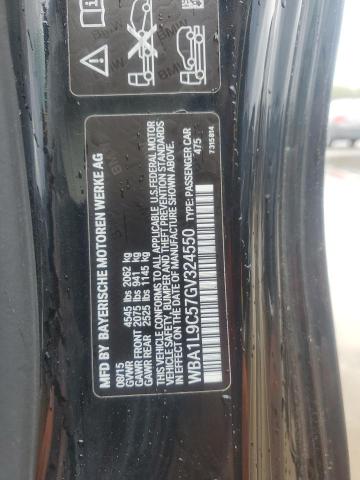 MFD BY BAYERISCHE MOTOREN WERKE AG
08/15
GVWR 4545 lbs 2062 kg
GAWR FRONT 2075 lbs 941 kg
GAWR REAR 2525 lbs 1145 kg
THIS VEHICLE CONFORMS TO ALL APPLICABLE U.S.FEDERAL MOTOR
VEHICLE SAFETY, BUMPER AND THEFT PREVENTION STANDARDS
IN EFFECT ON THE DATE OF MANUFACTURE SHOWN ABOVE.
WBA1L9C57GV324550 TYPE: PASSENGER CAR
475
7315814